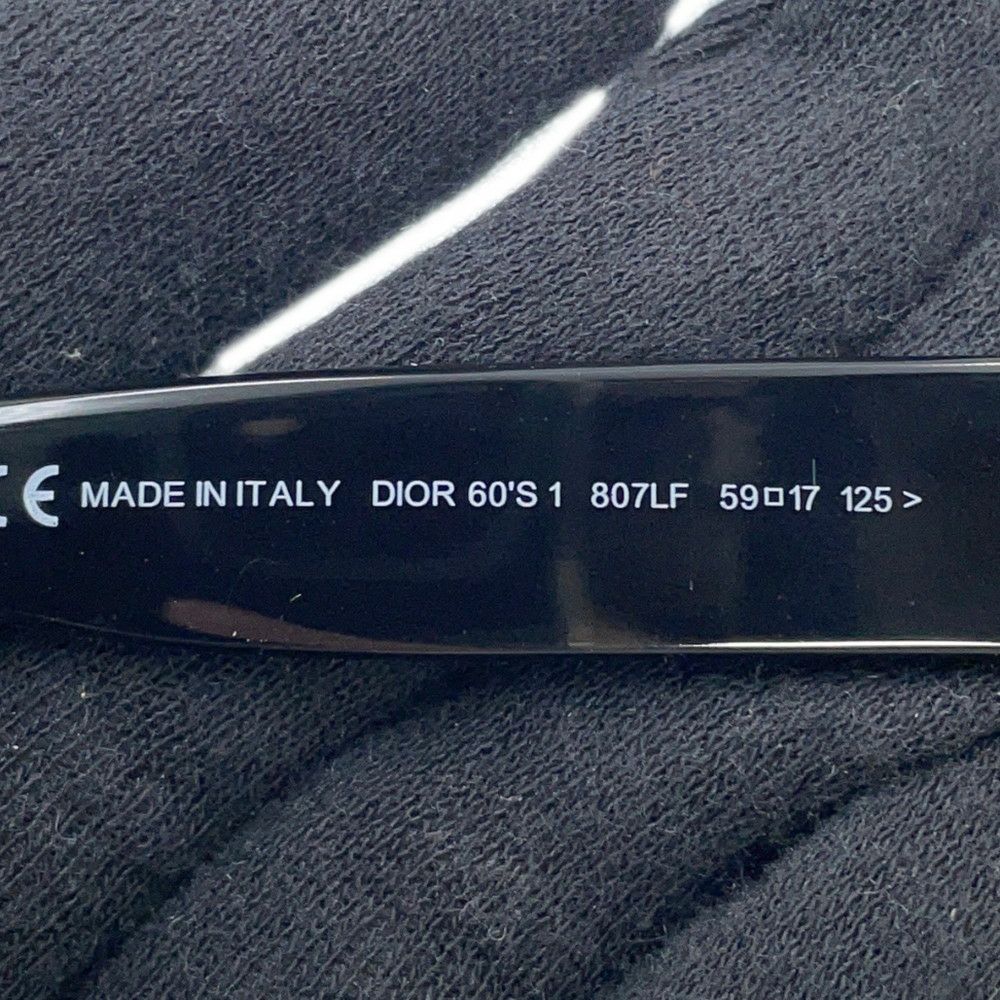 CE MADE IN ITALY DIOR 60'S 1 807LF 59□17 125 >